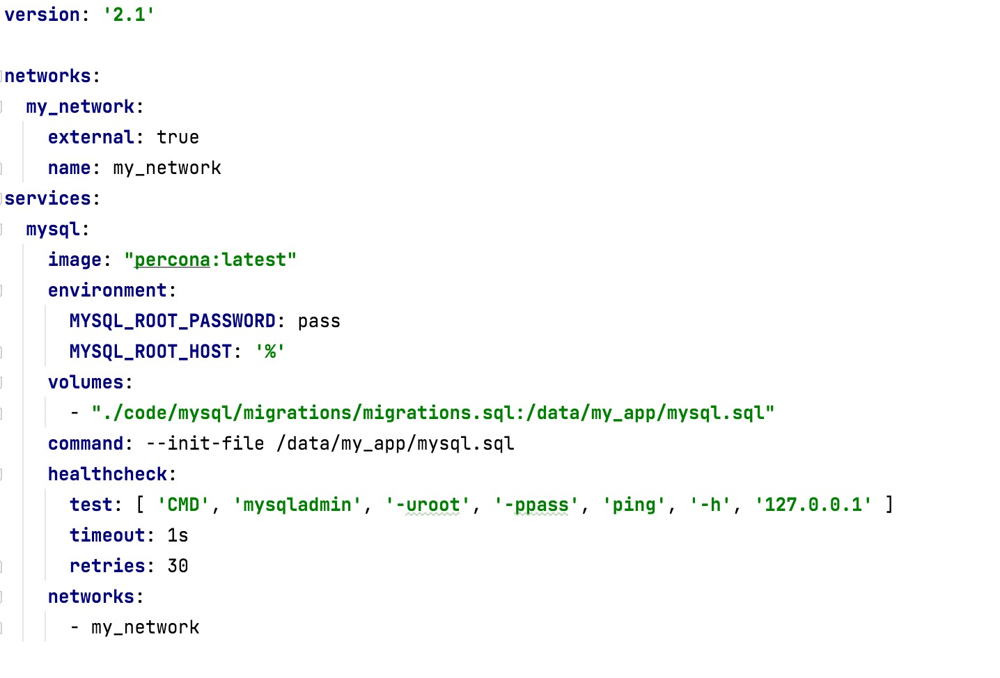 version: '2.1'
networks:
  my_network:
    external: true
    name: my_network
services:
  mysql:
    image: "percona:latest"
    environment:
      MYSQL_ROOT_PASSWORD: pass
      MYSQL_ROOT_HOST: '%'
    volumes:
      - "./code/mysql/migrations/migrations.sql:/data/my_app/mysql.sql"
    command: --init-file /data/my_app/mysql.sql
    healthcheck:
      test: [ 'CMD', 'mysqladmin', '-uroot', '-ppass', 'ping', '-h', '127.0.0.1' ]
      timeout: 1s
      retries: 30
    networks:
      - my_network